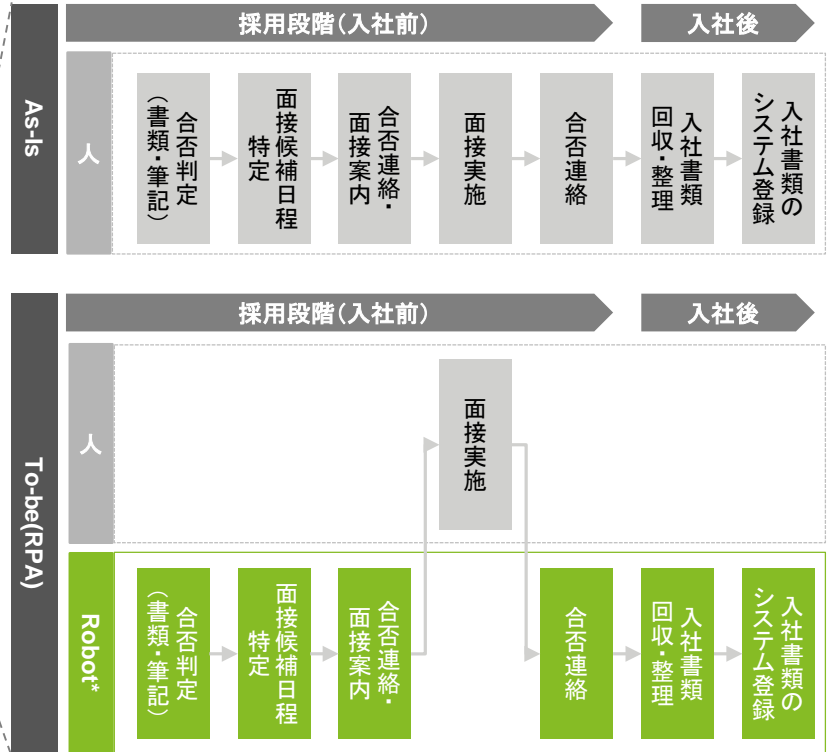 As-Is
採用段階(入社前)
入社後
人
合否判定
(書類・筆記)
面接候補日程
特定
合否連絡・
面接案内
面接実施
合否連絡
入社書類
回収・整理
入社書類の
システム登録
To-be(RPA)
採用段階(入社前)
入社後
人
面接実施
Robot*
合否判定
(書類・筆記)
面接候補日程
特定
合否連絡・
面接案内
合否連絡
入社書類
回収・整理
入社書類の
システム登録